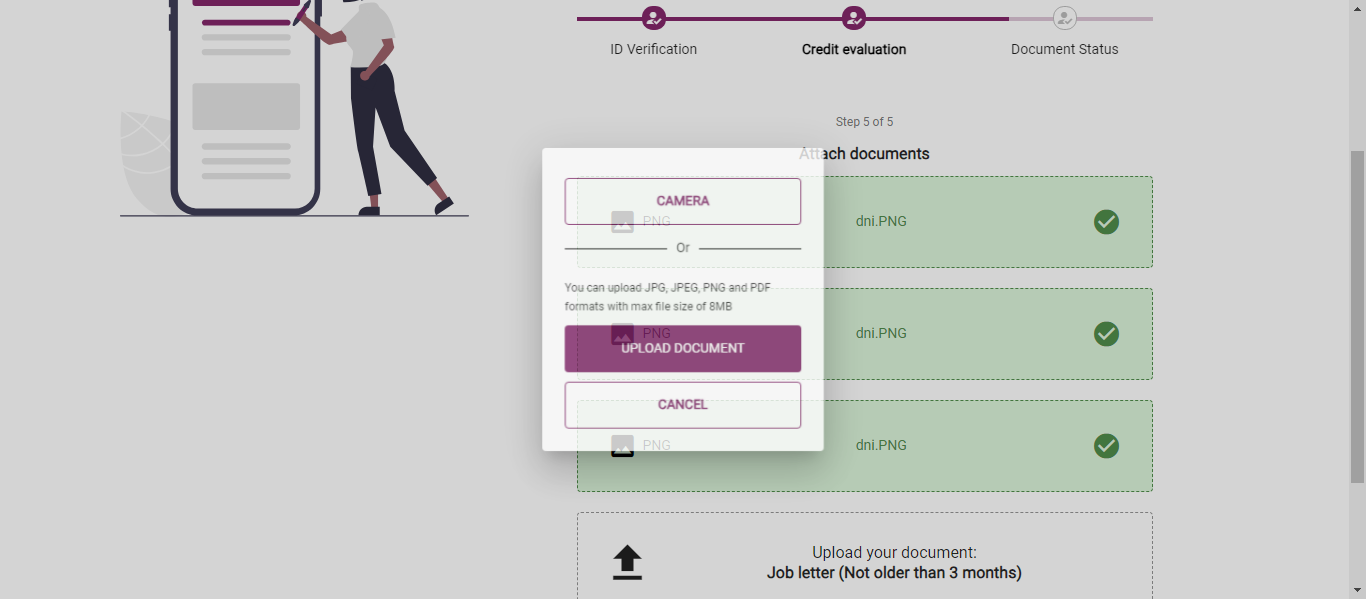 ID Verification
Credit evaluation
Document Status
Step 5 of 5
Attach documents
CAMERA
PNG
dni.PNG
Or
You can upload JPG, JPEG, PNG and PDF
formats with max file size of 8MB
PNG
dni.PNG
UPLOAD DOCUMENT
CANCEL
PNG
dni.PNG
Upload your document:
Job letter (Not older than 3 months)